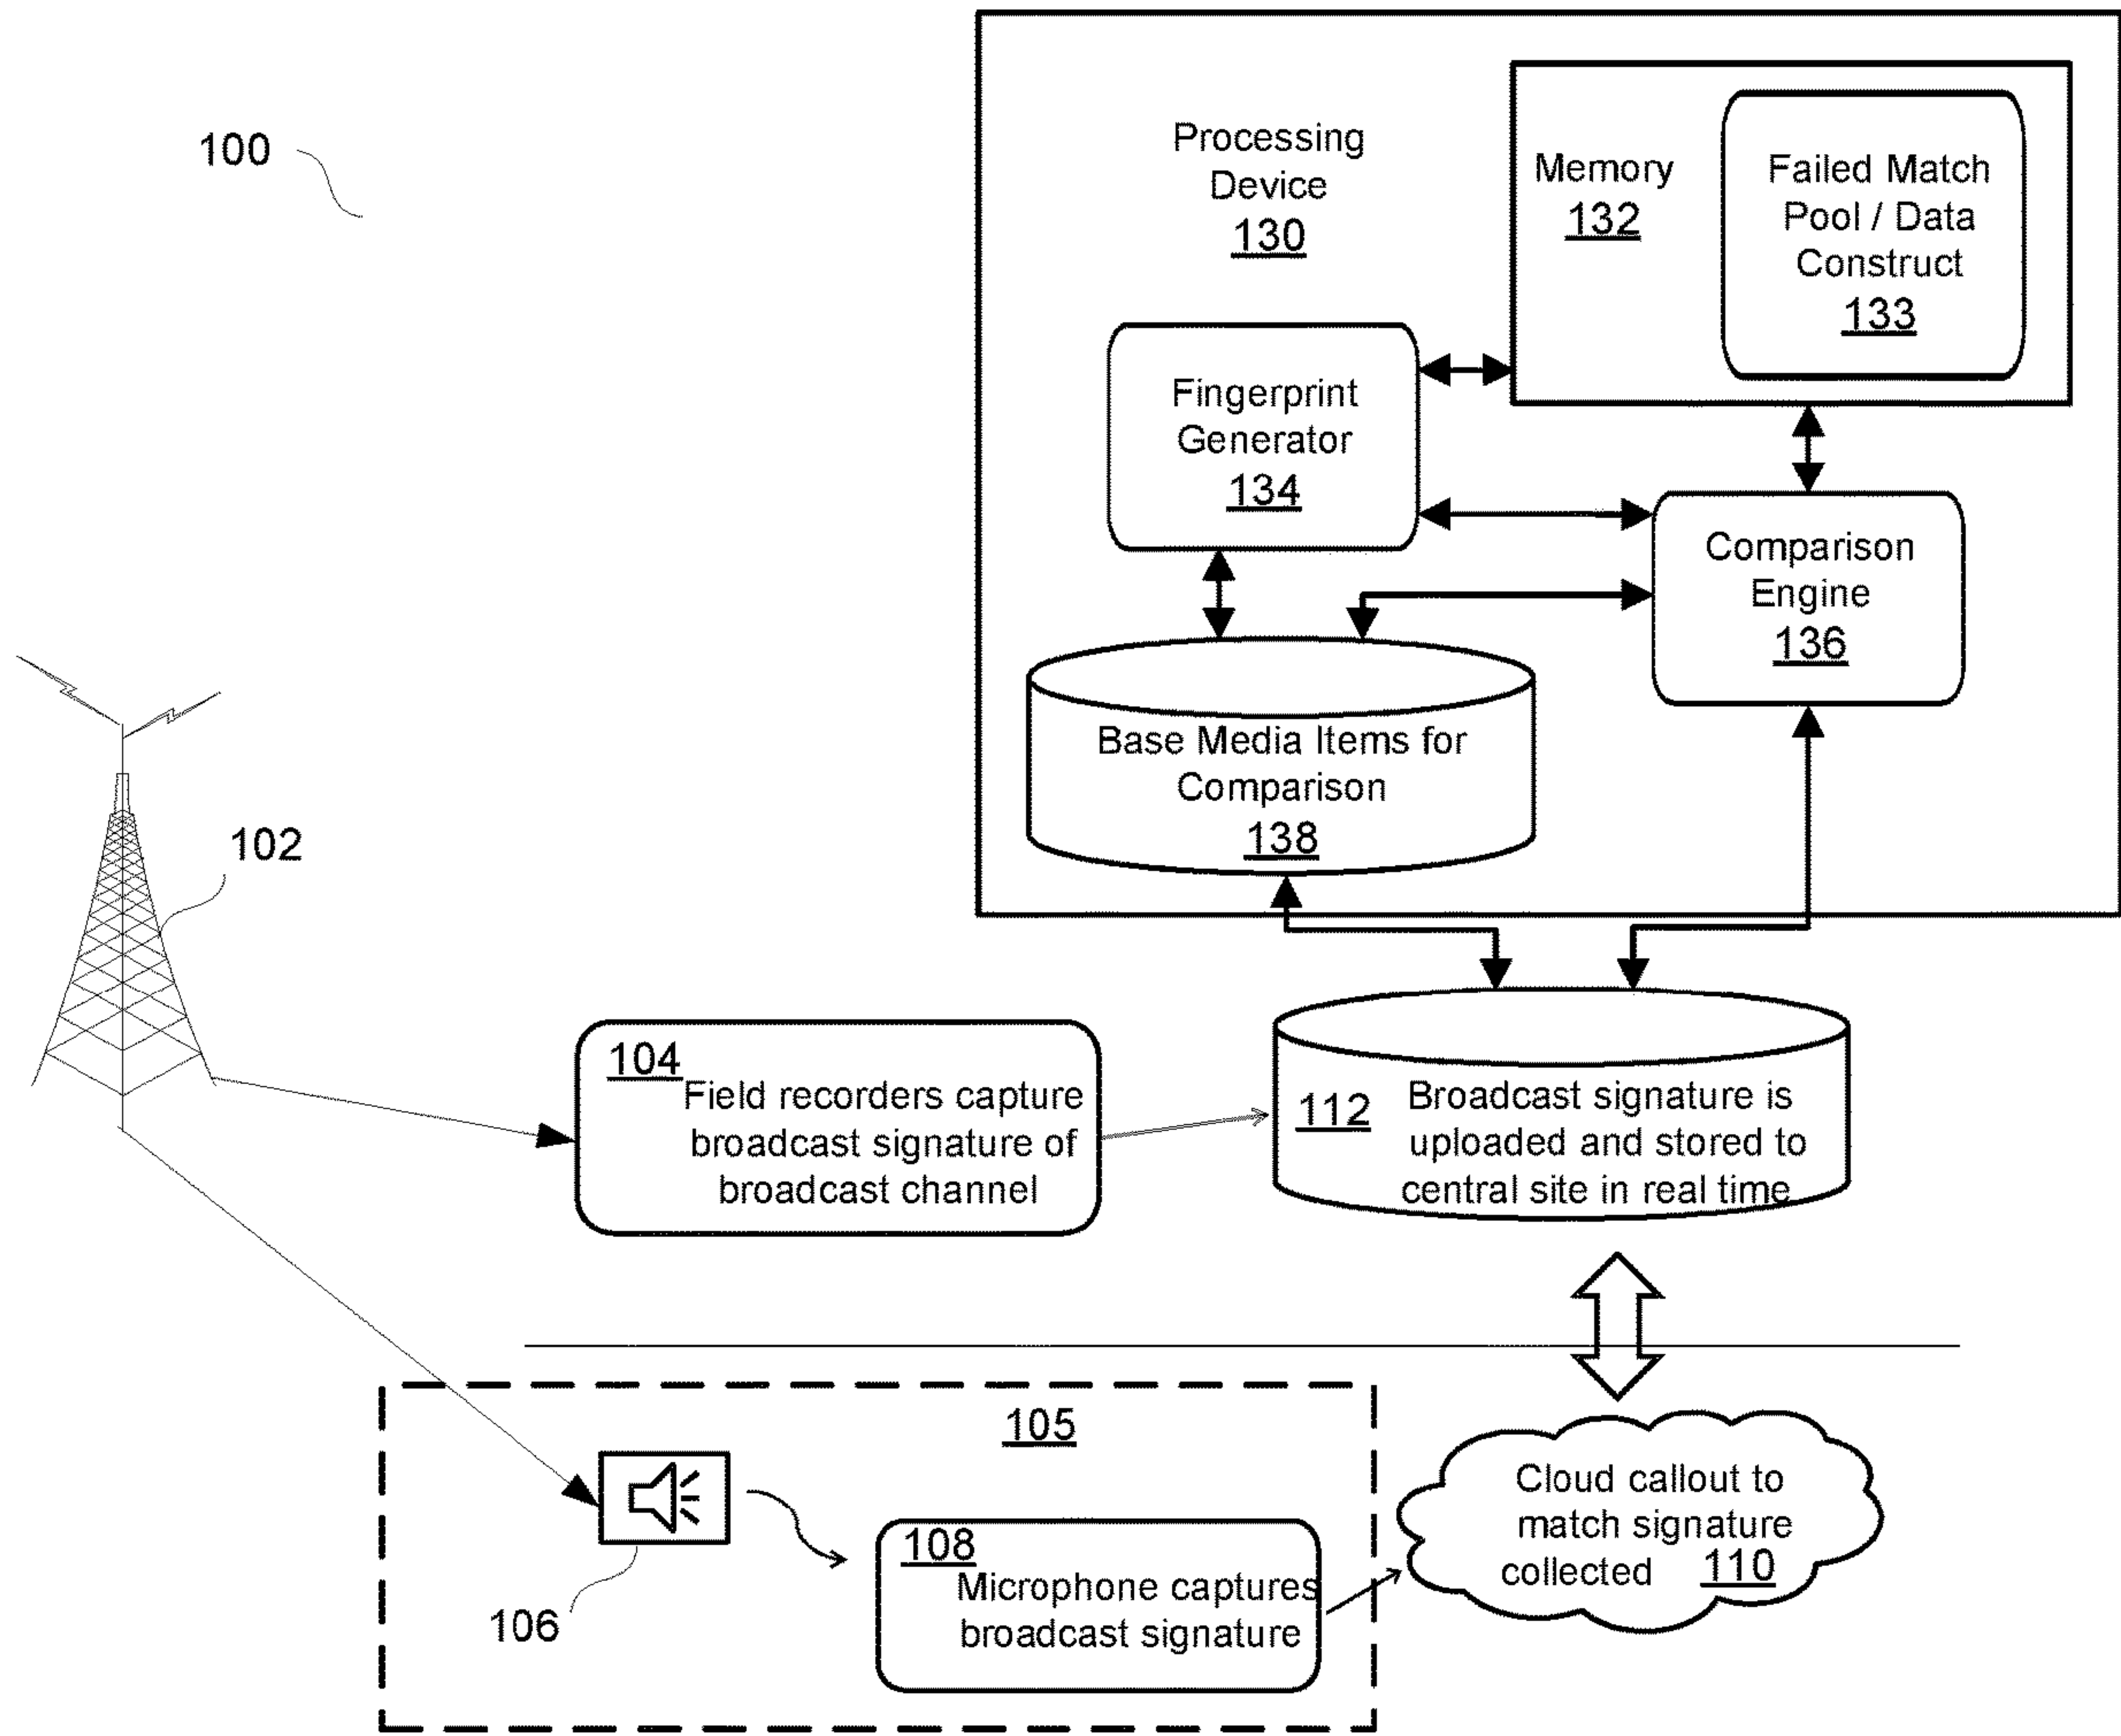 100
Processing
Device
130
Memory
132
Failed Match
Pool / Data
Construct
133
Fingerprint
Generator
134
Comparison
Engine
136
Base Media Items for
Comparison
138
102
104
Field recorders capture
broadcast signature of
broadcast channel
112
Broadcast signature is
uploaded and stored to
central site in real time
105
106
108
Microphone captures
broadcast signature
Cloud callout to
match signature
collected 110